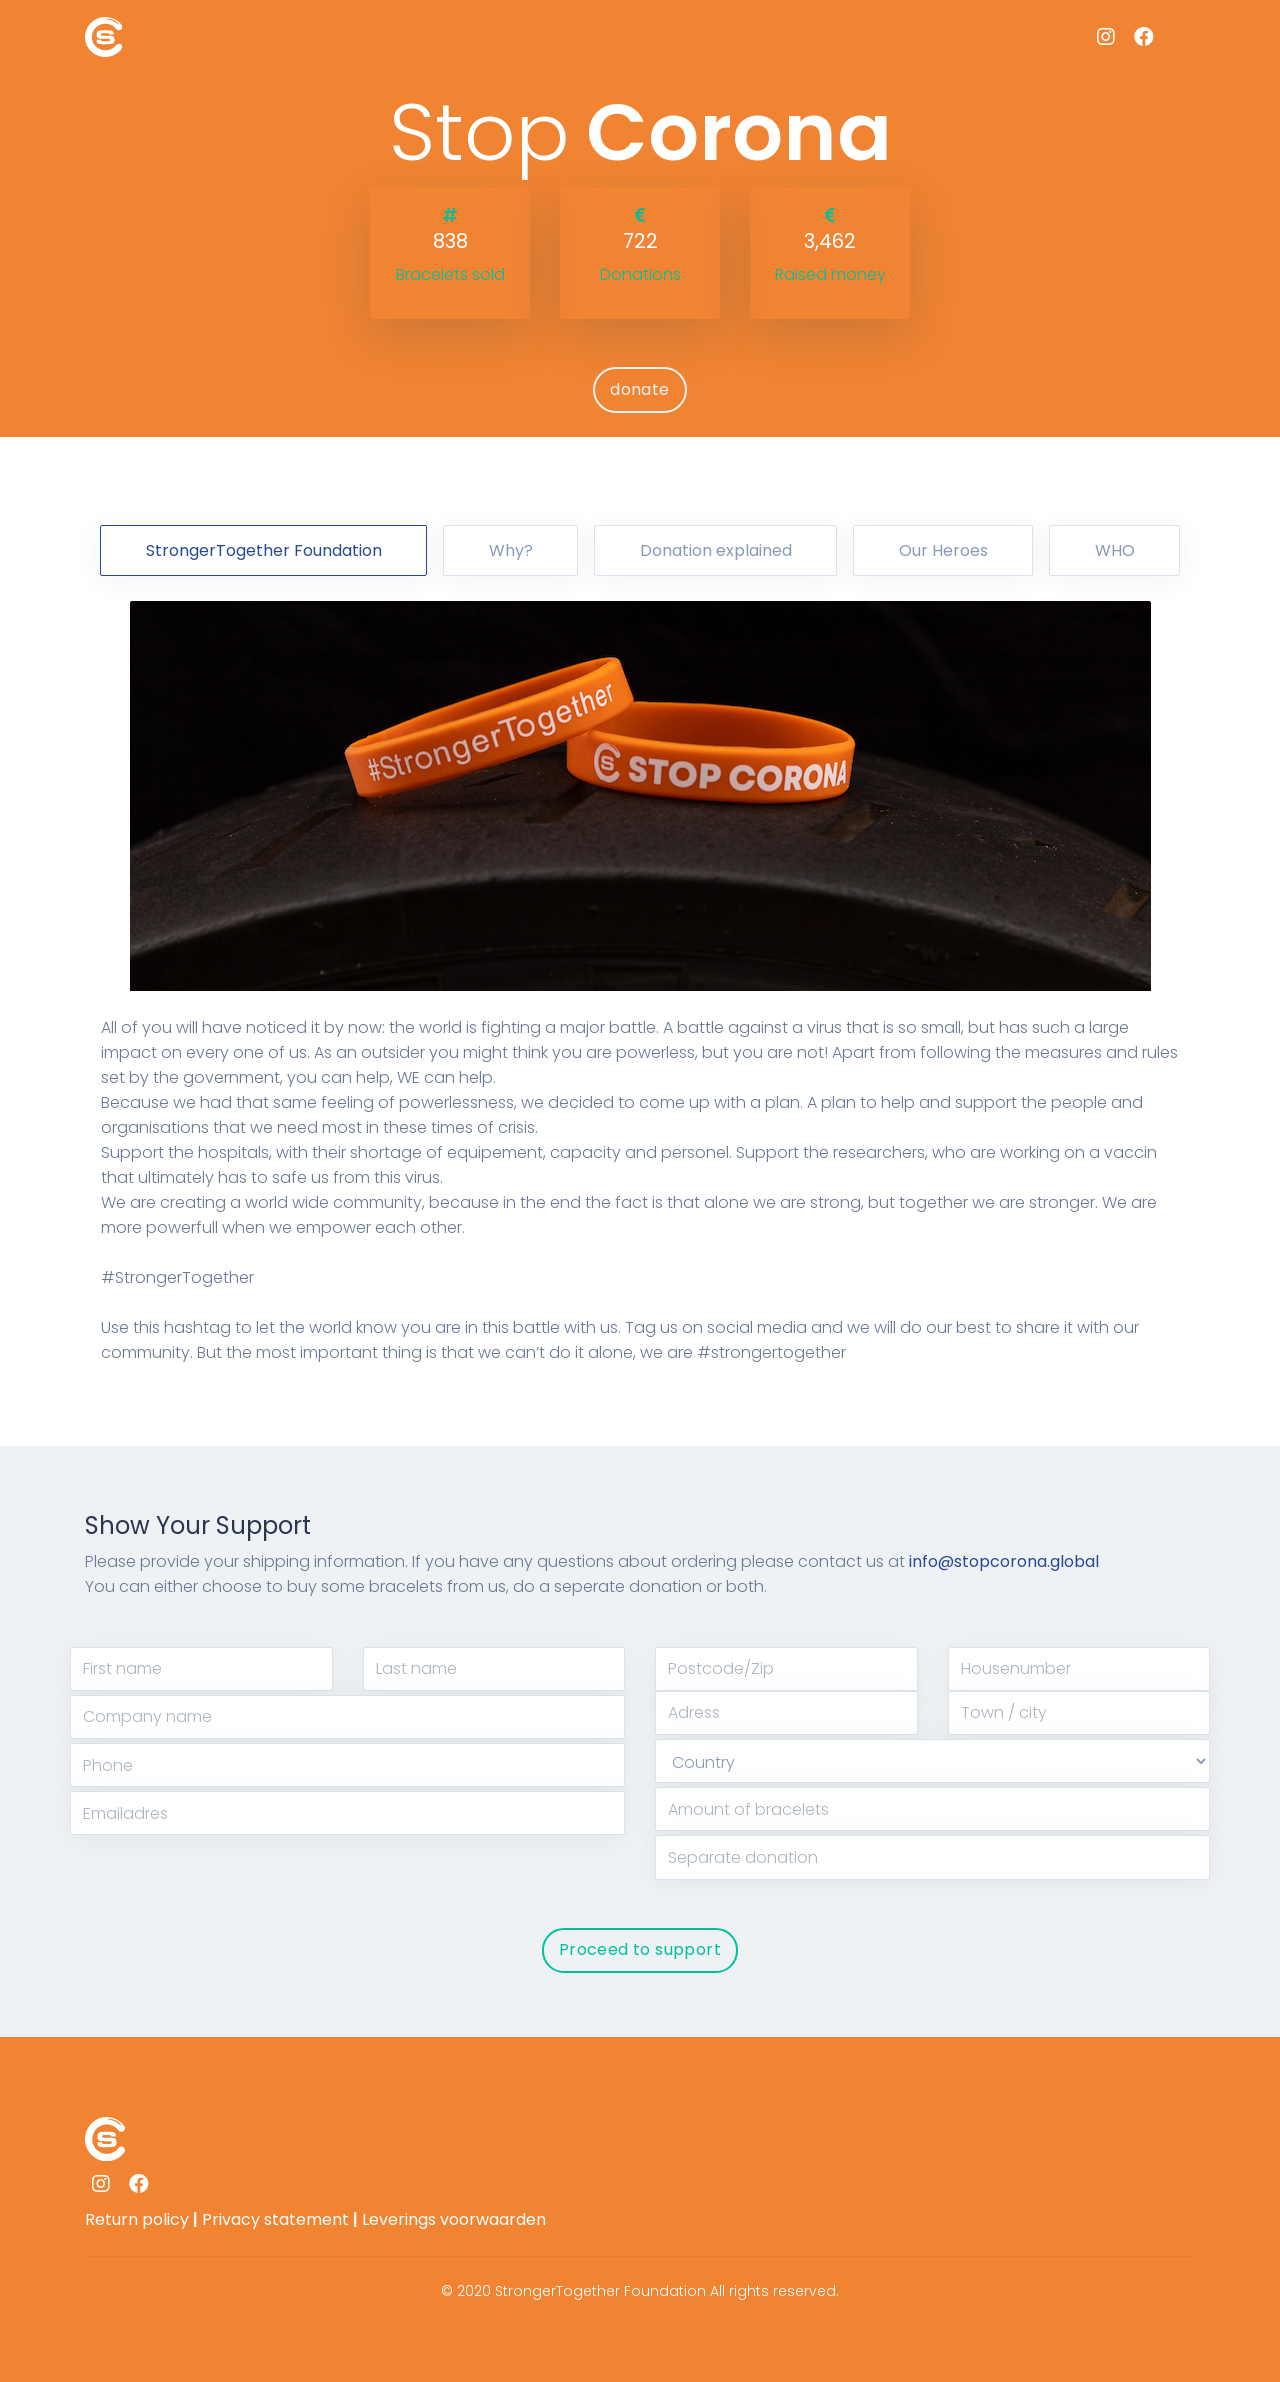 Stop Corona
#
838
Bracelets sold
€
722
Donations
€
3,462
Raised money
donate
StrongerTogether Foundation
Why?
Donation explained
Our Heroes
WHO
#StrongerTogether
STOP CORONA
All of you will have noticed it by now: the world is fighting a major battle. A battle against a virus that is so small, but has such a large
impact on every one of us. As an outsider you might think you are powerless, but you are not! Apart from following the measures and rules
set by the government, you can help, WE can help.
Because we had that same feeling of powerlessness, we decided to come up with a plan. A plan to help and support the people and
organisations that we need most in these times of crisis.
Support the hospitals, with their shortage of equipement, capacity and personel. Support the researchers, who are working on a vaccin
that ultimately has to safe us from this virus.
We are creating a world wide community, because in the end the fact is that alone we are strong, but together we are stronger. We are
more powerfull when we empower each other.
#StrongerTogether
Use this hashtag to let the world know you are in this battle with us. Tag us on social media and we will do our best to share it with our
community. But the most important thing is that we can’t do it alone, we are #strongertogether
Show Your Support
Please provide your shipping information. If you have any questions about ordering please contact us at info@stopcorona.global
You can either choose to buy some bracelets from us, do a seperate donation or both.
First name
Last name
Company name
Phone
Emailadres
Postcode/Zip
Housenumber
Adress
Town / city
Country
Amount of bracelets
Separate donation
Proceed to support
Return policy | Privacy statement | Leverings voorwaarden
© 2020 StrongerTogether Foundation All rights reserved.